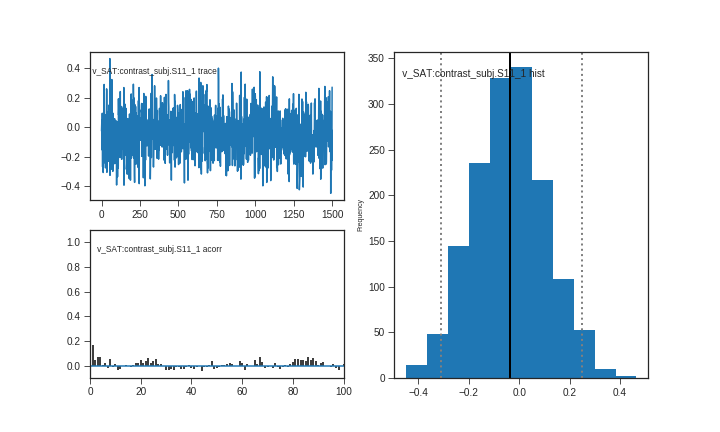 v_SAT:contrast_subj.S11_1 trace
0.4
0.2
0.0
−0.2
−0.4
0 250 500 750 1000 1250 1500
v_SAT:contrast_subj.S11_1 acorr
1.0
0.8
0.6
0.4
0.2
0.0
0 20 40 60 80 100
v_SAT:contrast_subj.S11_1 hist
Frequency
350
300
250
200
150
100
50
0
−0.4 −0.2 0.0 0.2 0.4